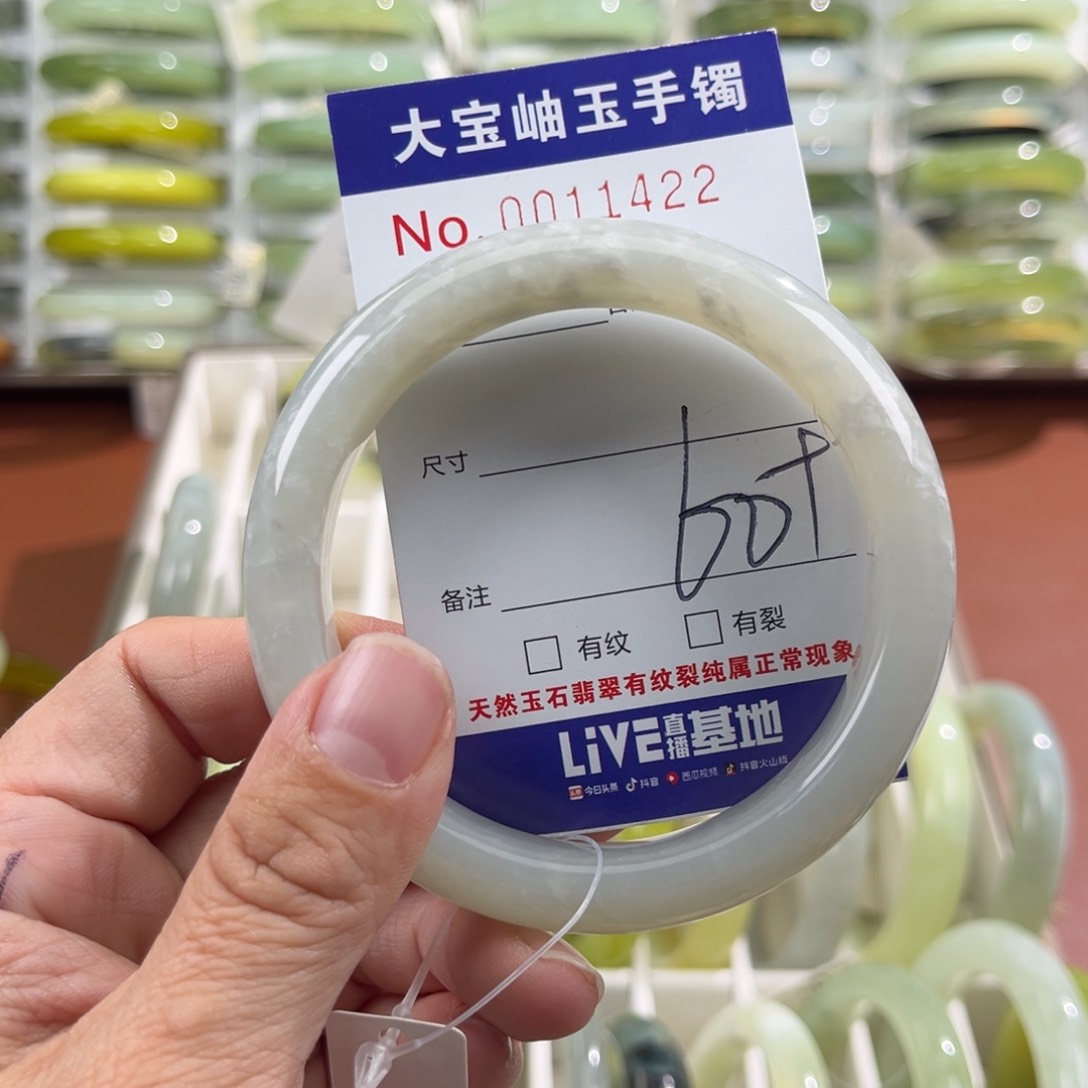 大宝岫玉手镯
No. 0011422
尺寸
60+
备注
有纹 有裂
天然玉石翡翠有纹裂纯属正常现象
LiVE直播基地
今日头条 抖音 西瓜视频 抖音火山版